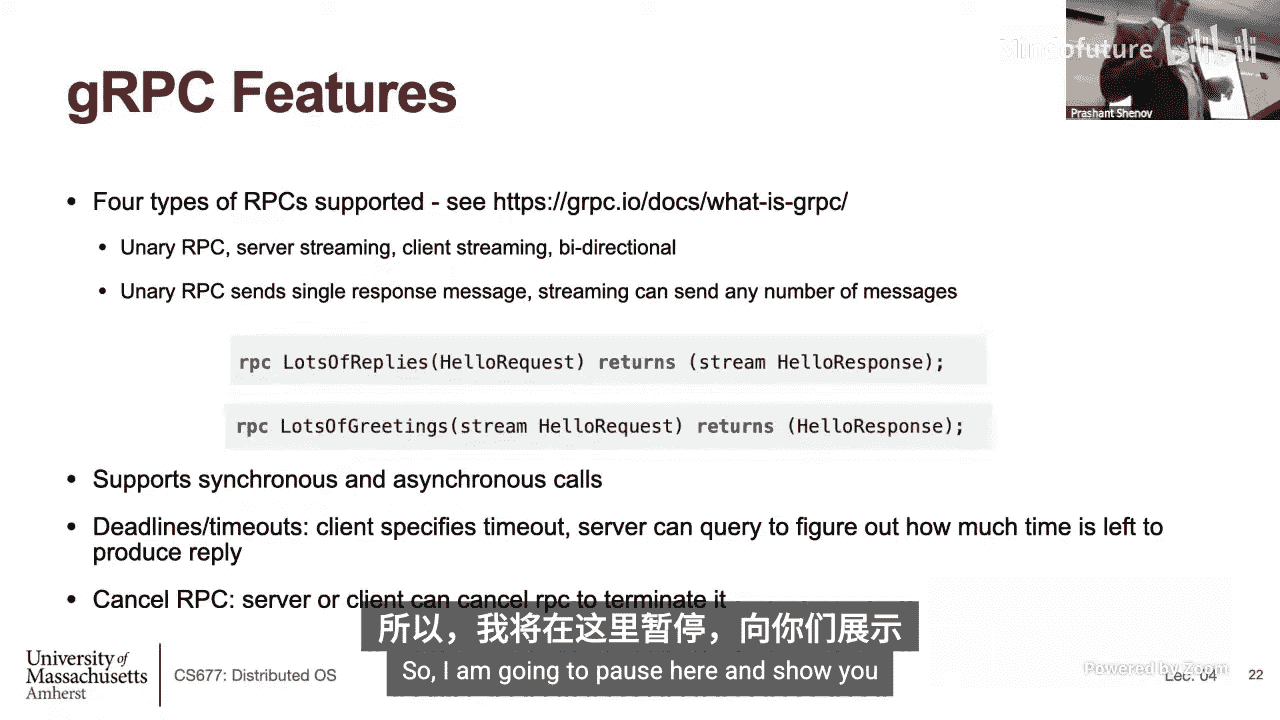 Mindofuture bilibili
Prashant Shenoy
gRPC Features
• Four types of RPCs supported - see https://grpc.io/docs/what-is-grpc/
• Unary RPC, server streaming, client streaming, bi-directional
• Unary RPC sends single response message, streaming can send any number of messages
rpc LotsOfReplies(HelloRequest) returns (stream HelloResponse);
rpc LotsOfGreetings(stream HelloRequest) returns (HelloResponse);
• Supports synchronous and asynchronous calls
• Deadlines/timeouts: client specifies timeout, server can query to figure out how much time is left to
produce reply
• Cancel RPC: server or client can cancel rpc to terminate it
所以，我将在这里暂停，向你们展示
So, I am going to pause here and show you
University of
Massachusetts
Amherst
CS677: Distributed OS
Powered by Zoom
Lec. 04
22